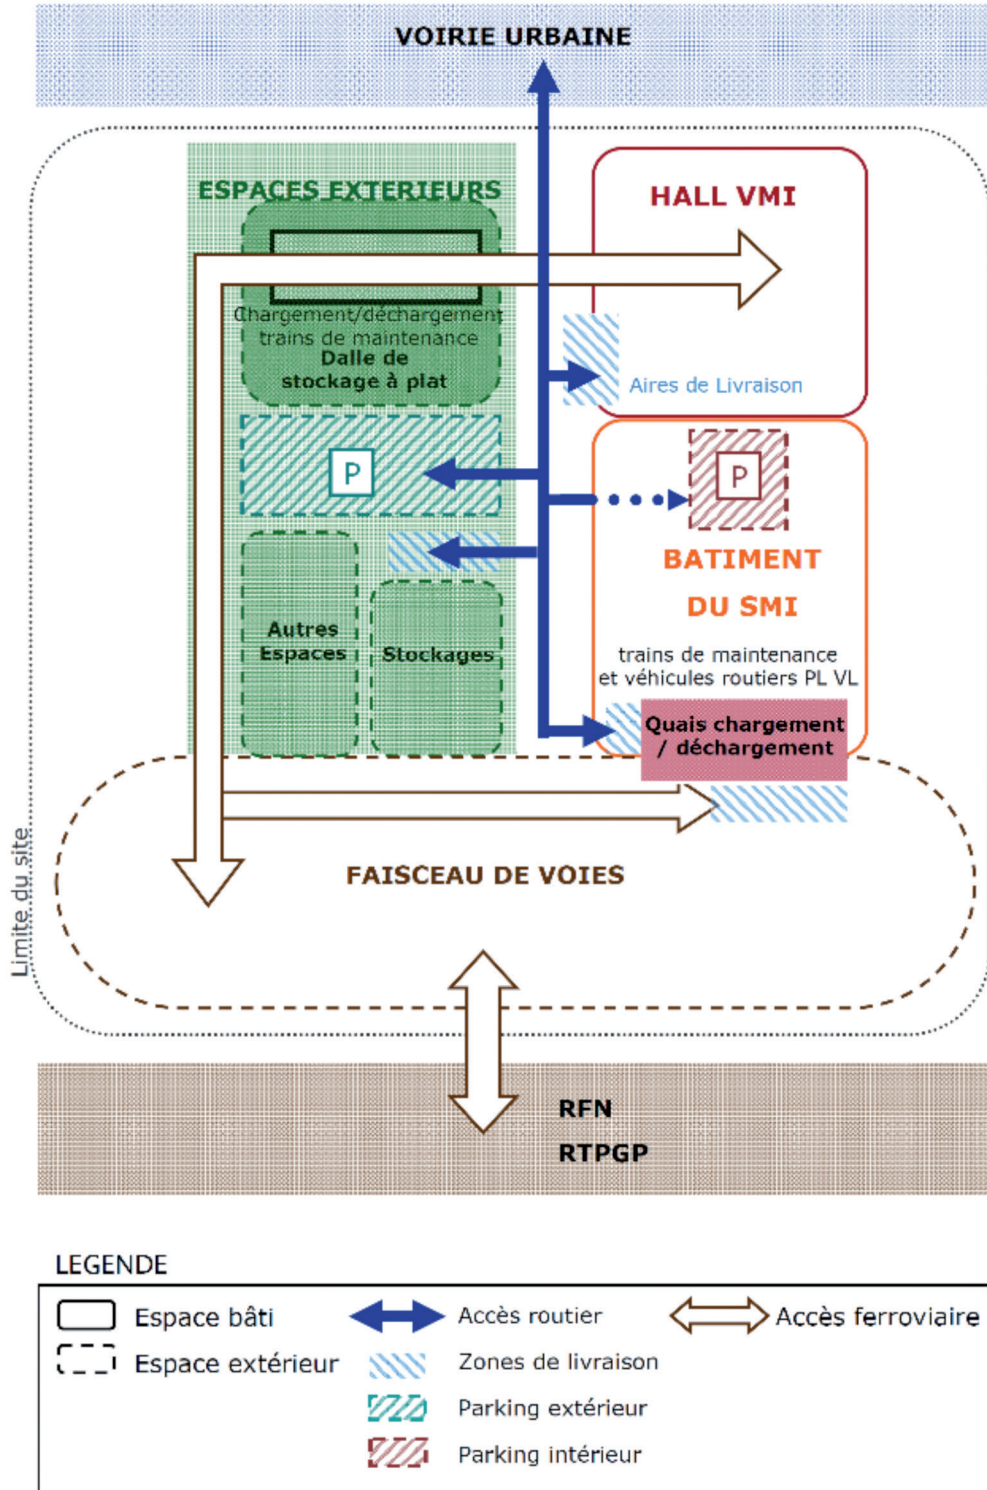 VOIRIE URBAINE
ESPACES EXTERIEURS
HALL VMI
Chargement/déchargement
trains de maintenance
Dalle de
stockage à plat
Aires de Livraison
P
P
BATIMENT
DU SMI
Autres
Espaces
Stockages
trains de maintenance
et véhicules routiers PL VL
Quais chargement
/ déchargement
Limite du site
FAISCEAU DE VOIES
RFN
RTPGP
LEGENDE
Espace bâti
Espace extérieur
Accès routier
Zones de livraison
Parking extérieur
Parking intérieur
Accès ferroviaire